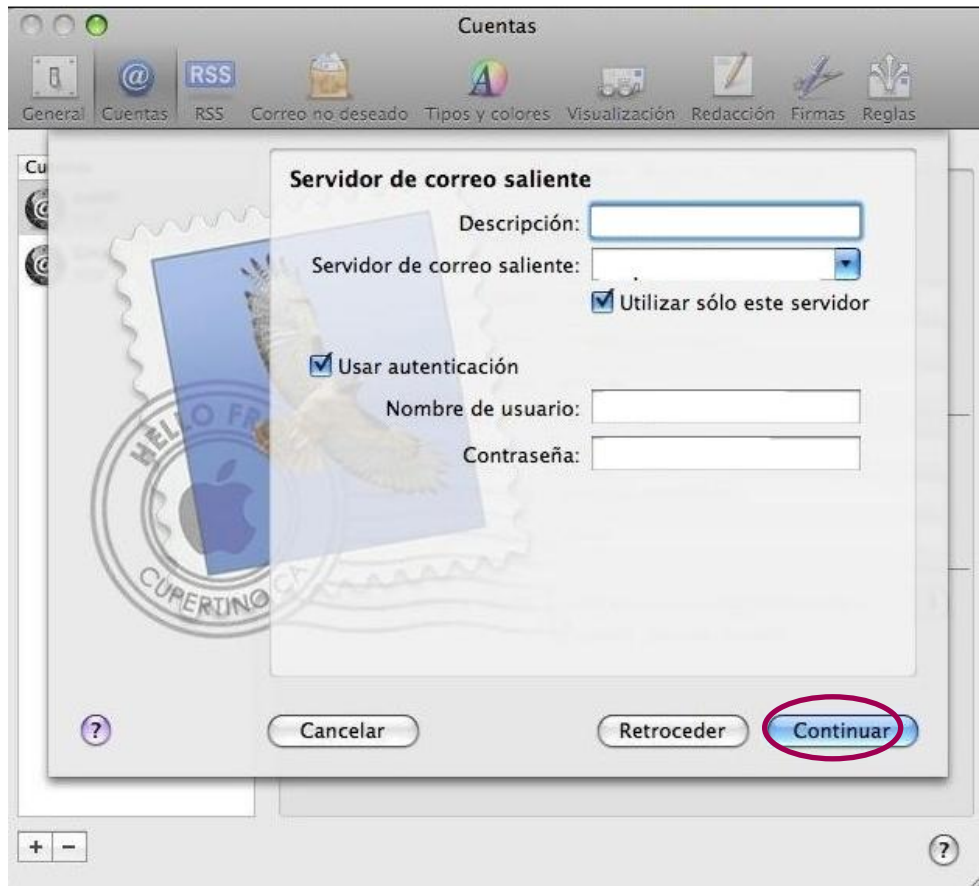 Cuentas
General Cuentas RSS Correo no deseado Tipos y colores Visualización Redacción Firmas Reglas
RSS
Cu
Servidor de correo saliente
Descripción:
Servidor de correo saliente:
Utilizar sólo este servidor
Usar autenticación
Nombre de usuario:
Contraseña:
HELLO FR
CUPERTINO CA
? Cancelar Retroceder Continuar
+ - ?